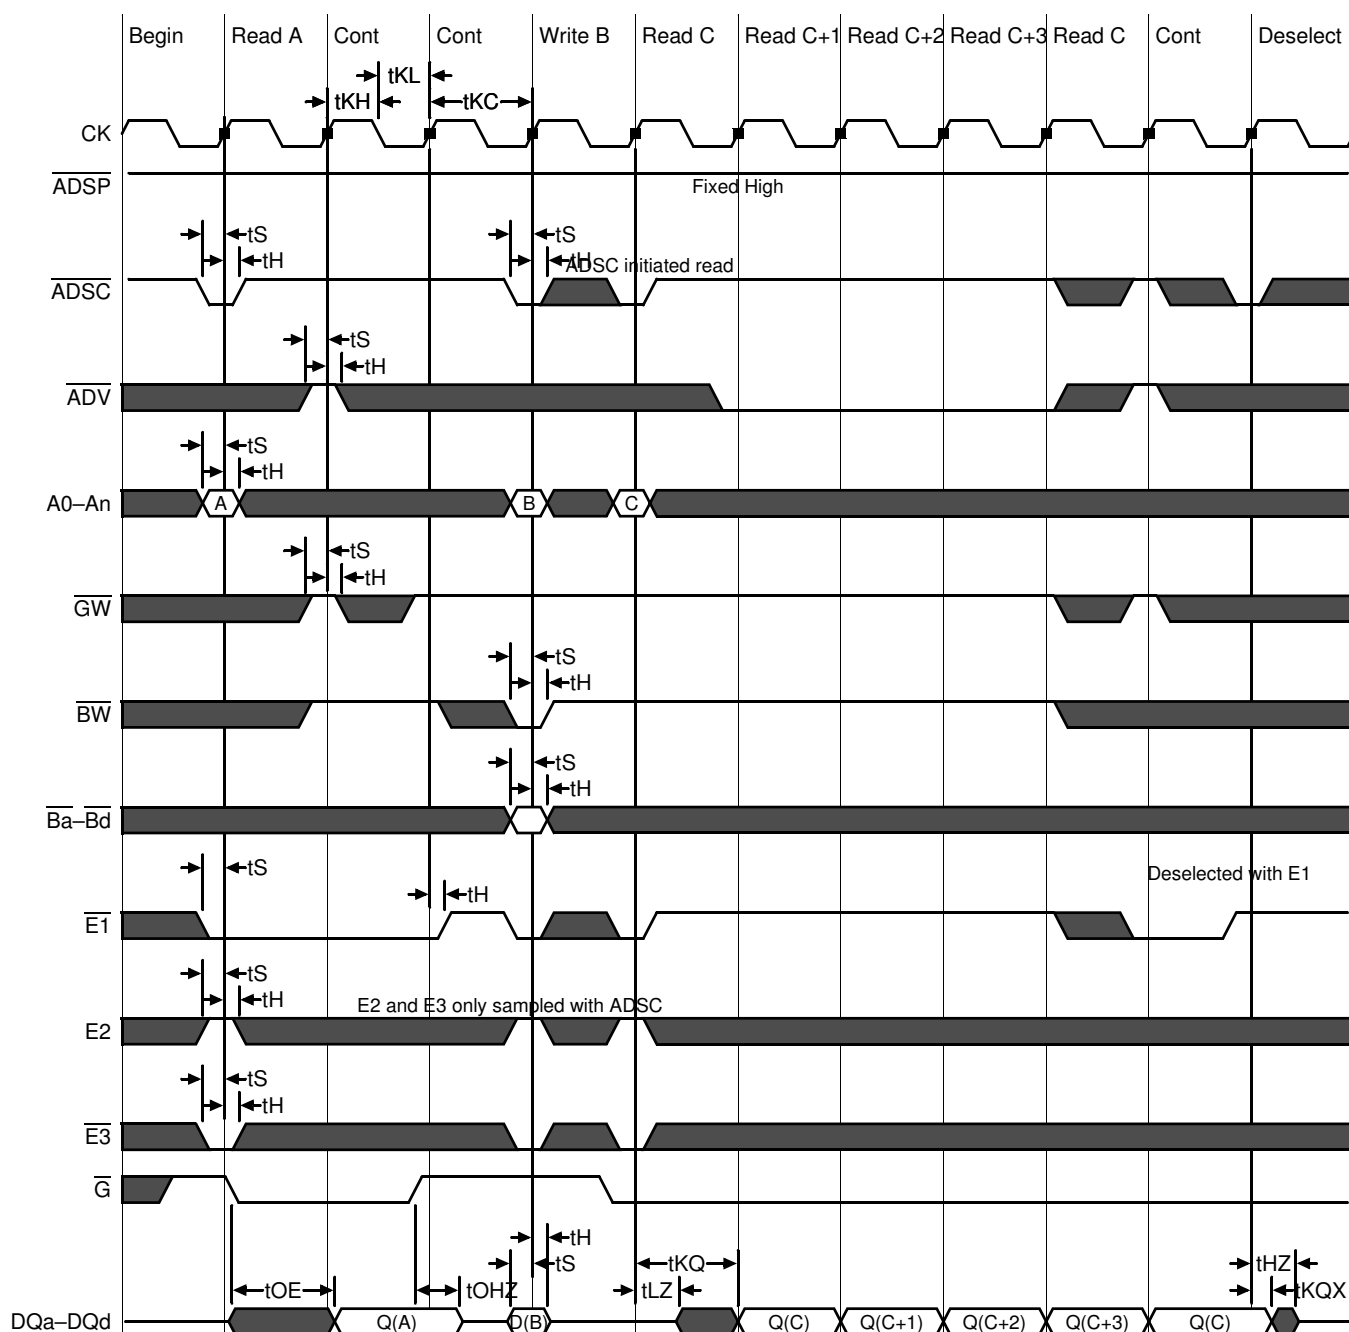 Begin Read A Cont Cont Write B Read C Read C+1 Read C+2 Read C+3 Read C Cont Deselect
tKL
tKH tKC
CK
ADSP
Fixed High
tS tS
tH tH
ADSC initiated read
ADSC
tS
tH
ADV
tS
tH
A0–An A B C
tS
tH
GW
tS
tH
BW
tS
tH
Ba–Bd
tS
Deselected with E1
tH
E1
tS
tH
E2 and E3 only sampled with ADSC
E2
tS
tH
E3
G
tH
tS tKQ tHZ
tOE tOHZ tLZ tKQX
DQa–DQd Q(A) D(B) Q(C) Q(C+1) Q(C+2) Q(C+3) Q(C)